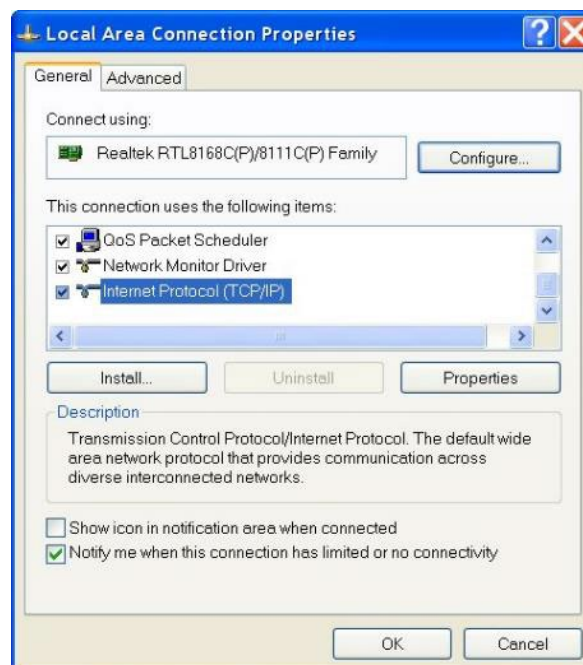 Local Area Connection Properties
General Advanced
Connect using:
Realtek RTL8168C(P)/8111C(P) Family
Configure...
This connection uses the following items:
QoS Packet Scheduler
Network Monitor Driver
Internet Protocol (TCP/IP)
Install... Uninstall Properties
Description
Transmission Control Protocol/Internet Protocol. The default wide
area network protocol that provides communication across
diverse interconnected networks.
Show icon in notification area when connected
Notify me when this connection has limited or no connectivity
OK Cancel